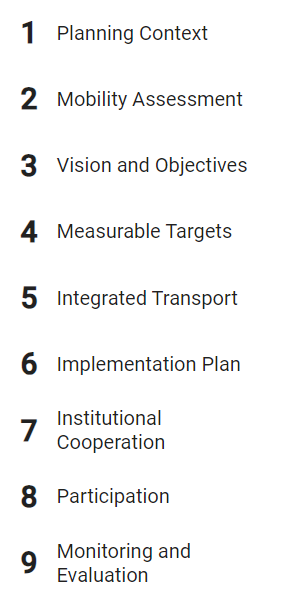 1 Planning Context
2 Mobility Assessment
3 Vision and Objectives
4 Measurable Targets
5 Integrated Transport
6 Implementation Plan
7 Institutional
Cooperation
8 Participation
9 Monitoring and
Evaluation